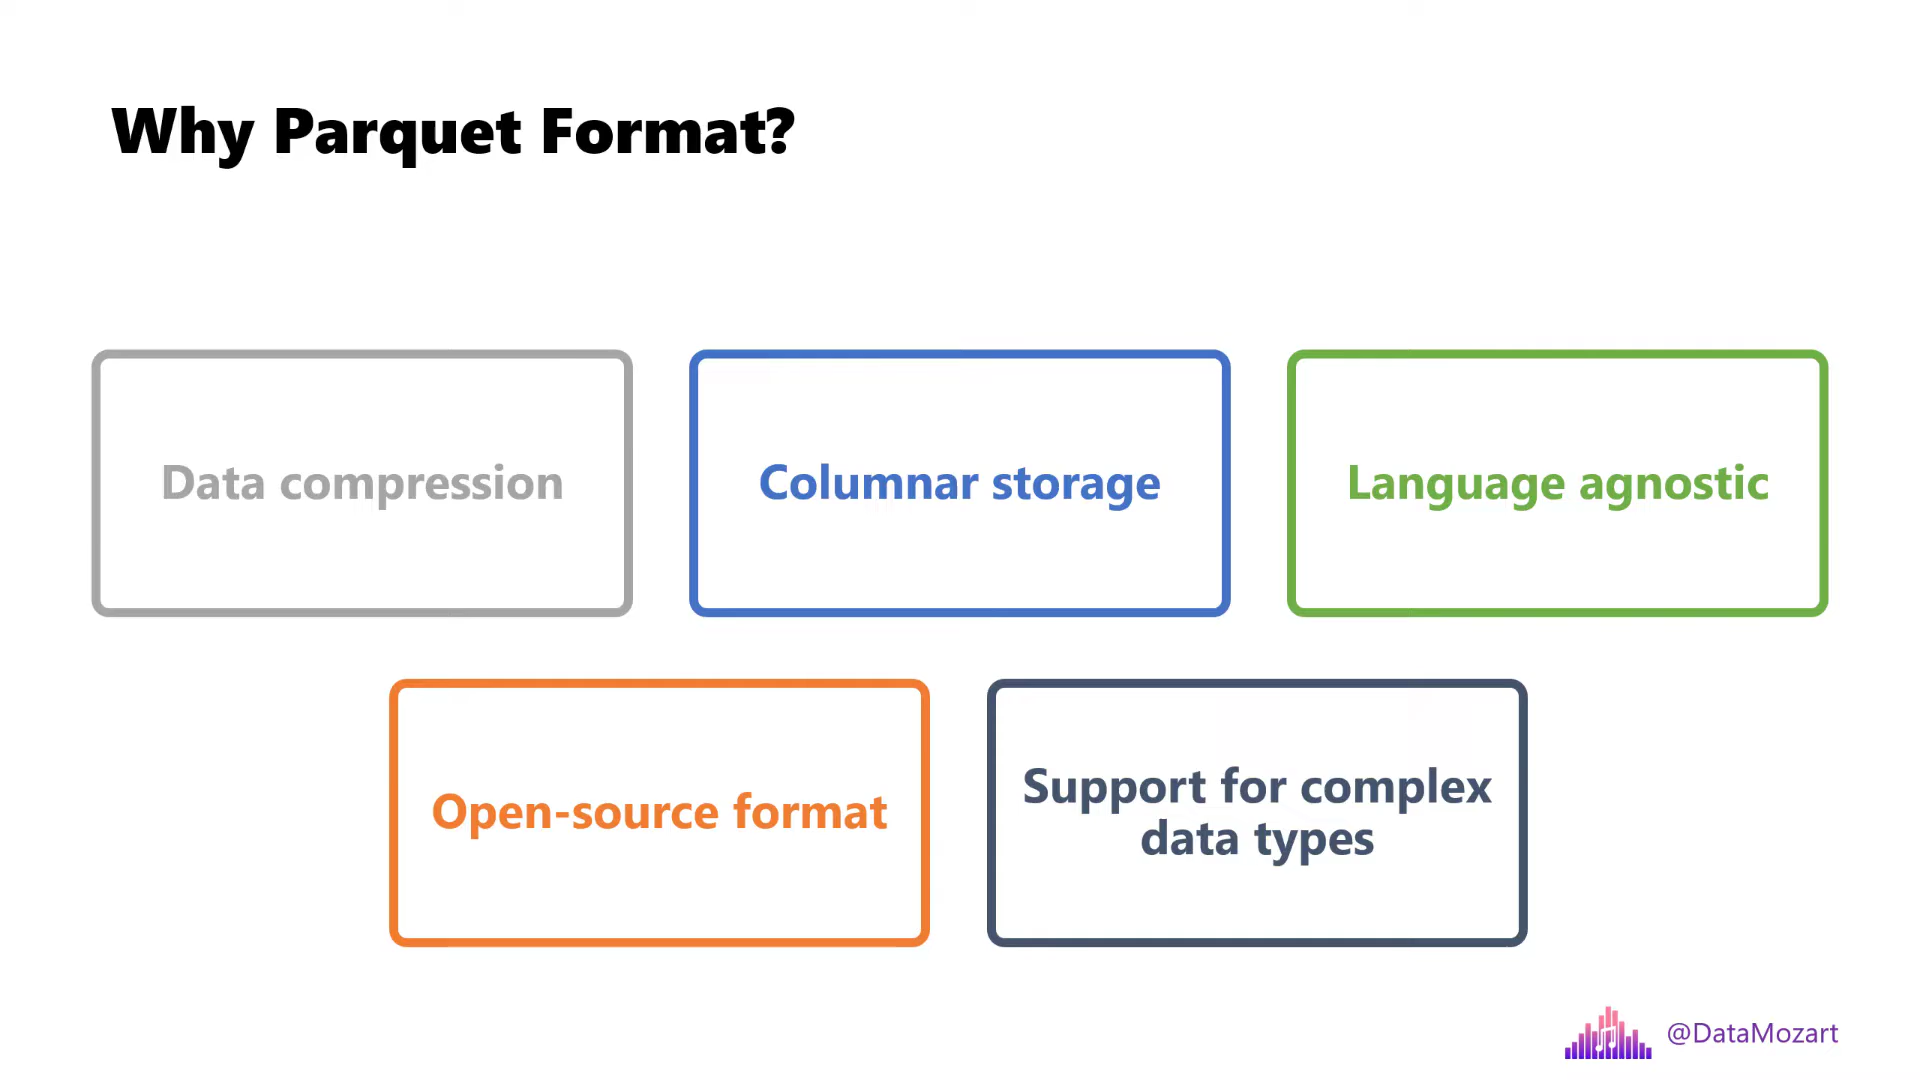 Why Parquet Format?
Data compression
Columnar storage
Language agnostic
Open-source format
Support for complex
data types
@DataMozart